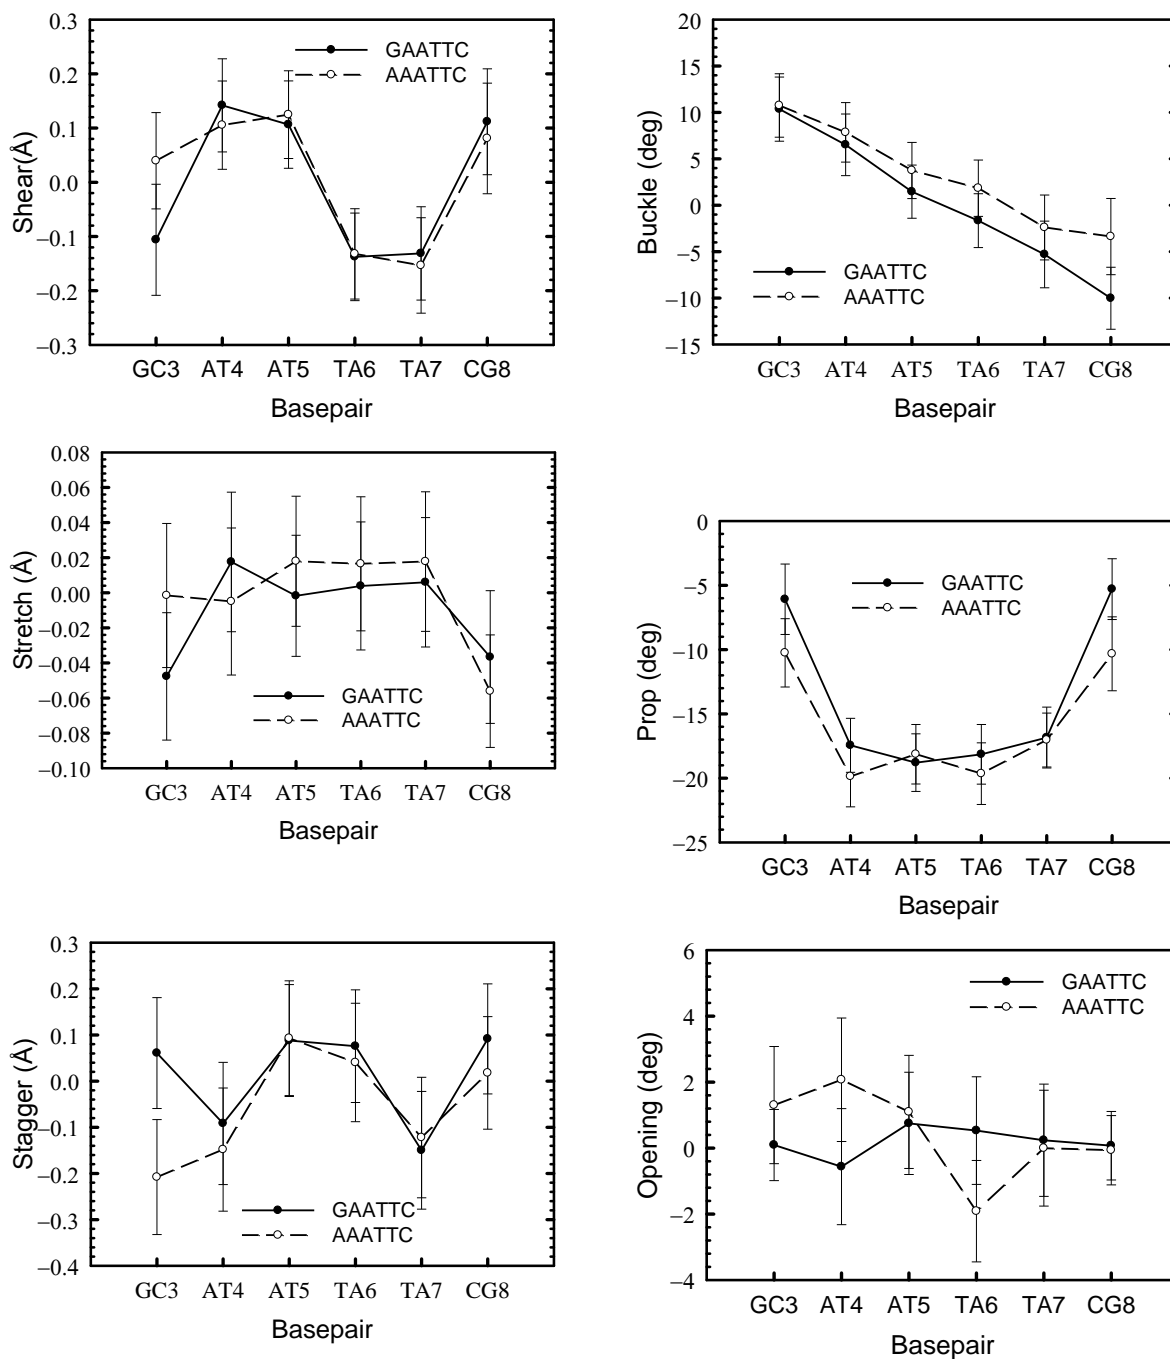 0.3
0.2
0.1
0.0
–0.1
–0.2
–0.3
Shear(Å)
GAATTC
AAATTC
GC3 AT4 AT5 TA6 TA7 CG8
Basepair
20
15
10
5
0
–5
–10
–15
Buckle (deg)
GAATTC
AAATTC
GC3 AT4 AT5 TA6 TA7 CG8
Basepair
0.08
0.06
0.04
0.02
0.00
–0.02
–0.04
–0.06
–0.08
–0.10
Stretch (Å)
GAATTC
AAATTC
GC3 AT4 AT5 TA6 TA7 CG8
Basepair
0
–5
–10
–15
–20
–25
Prop (deg)
GAATTC
AAATTC
GC3 AT4 AT5 TA6 TA7 CG8
Basepair
0.3
0.2
0.1
0.0
–0.1
–0.2
–0.3
–0.4
Stagger (Å)
GAATTC
AAATTC
GC3 AT4 AT5 TA6 TA7 CG8
Basepair
6
4
2
0
–2
–4
Opening (deg)
GAATTC
AAATTC
GC3 AT4 AT5 TA6 TA7 CG8
Basepair